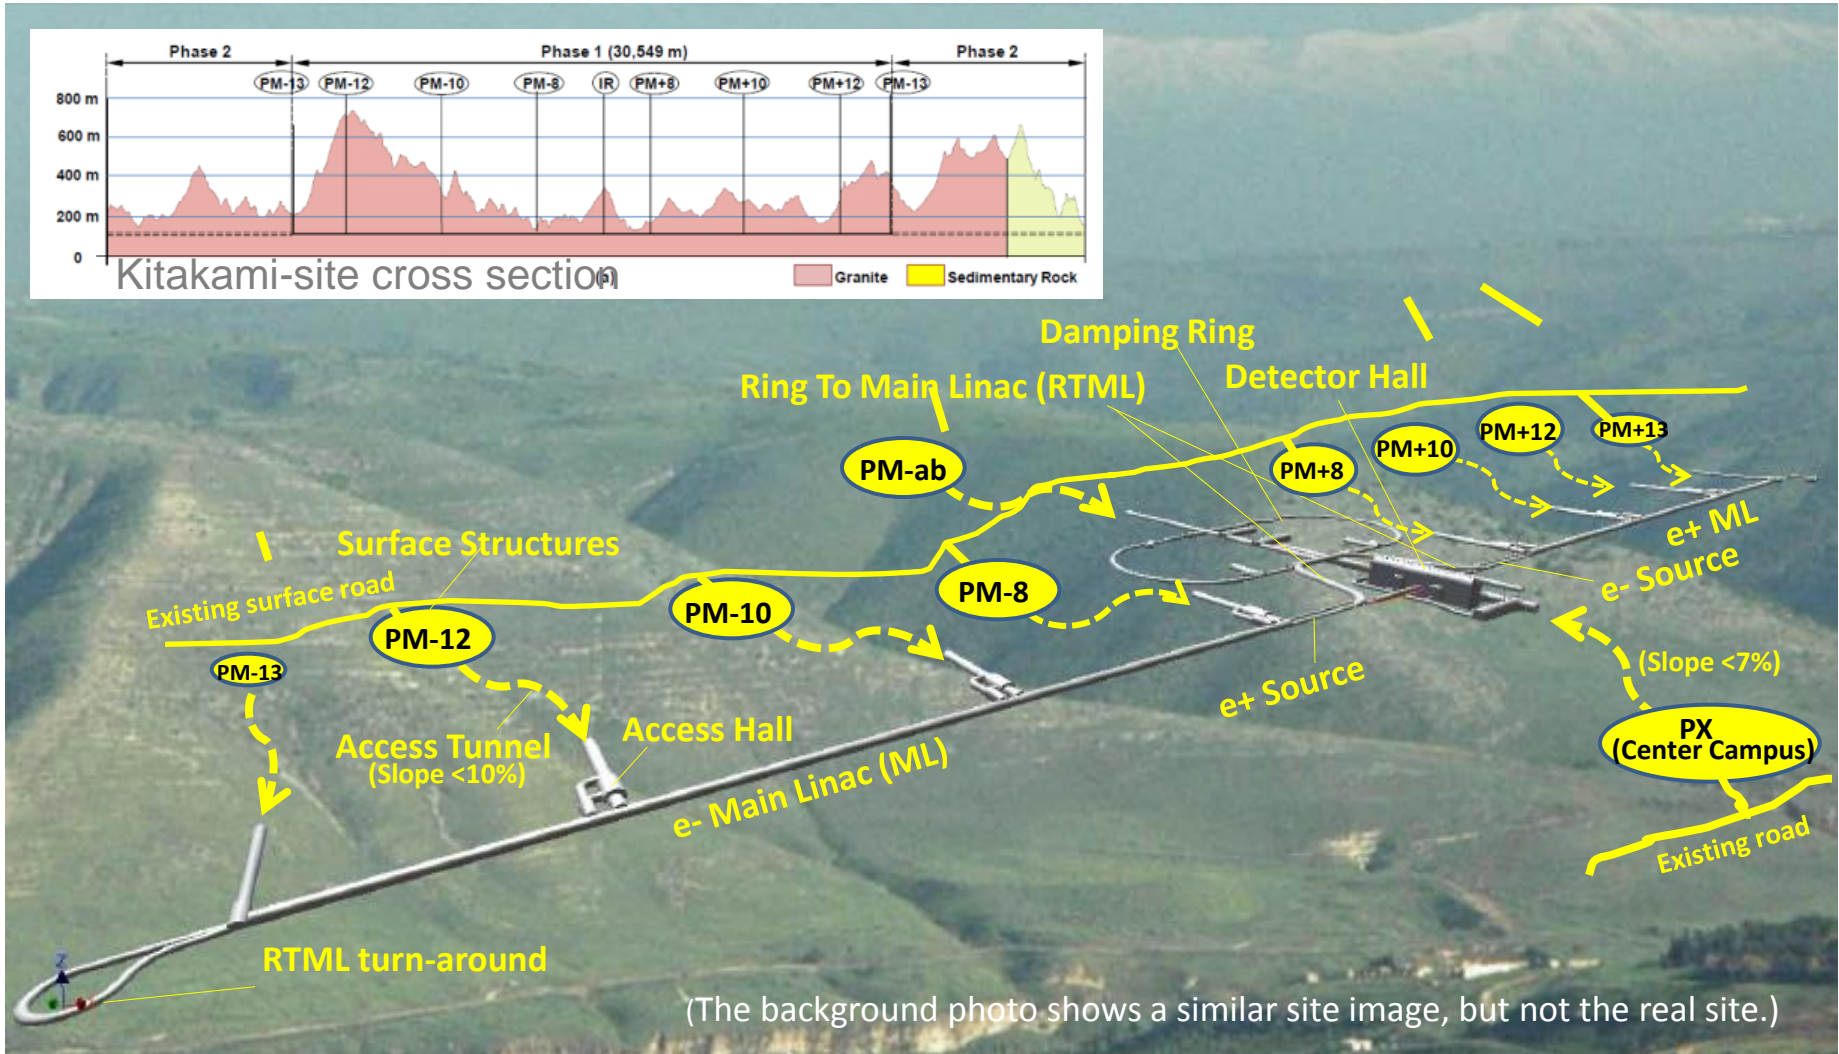 Phase 2
Phase 1 (30,549 m)
Phase 2
PM-13
PM-12
PM-10
PM-8
IR
PM+8
PM+10
PM+12
PM-13
800 m
600 m
400 m
200 m
0
Kitakami-site cross section
(a)
Granite
Sedimentary Rock
Damping Ring
Ring To Main Linac (RTML)
Detector Hall
PM-ab
PM+8
PM+10
PM+12
PM+13
e+ ML
e- Source
Surface Structures
Existing surface road
PM-13
PM-12
PM-10
PM-8
(Slope <7%)
e+ Source
PX
(Center Campus)
Access Tunnel
(Slope <10%)
Access Hall
e- Main Linac (ML)
Existing road
RTML turn-around
Z
(The background photo shows a similar site image, but not the real site.)